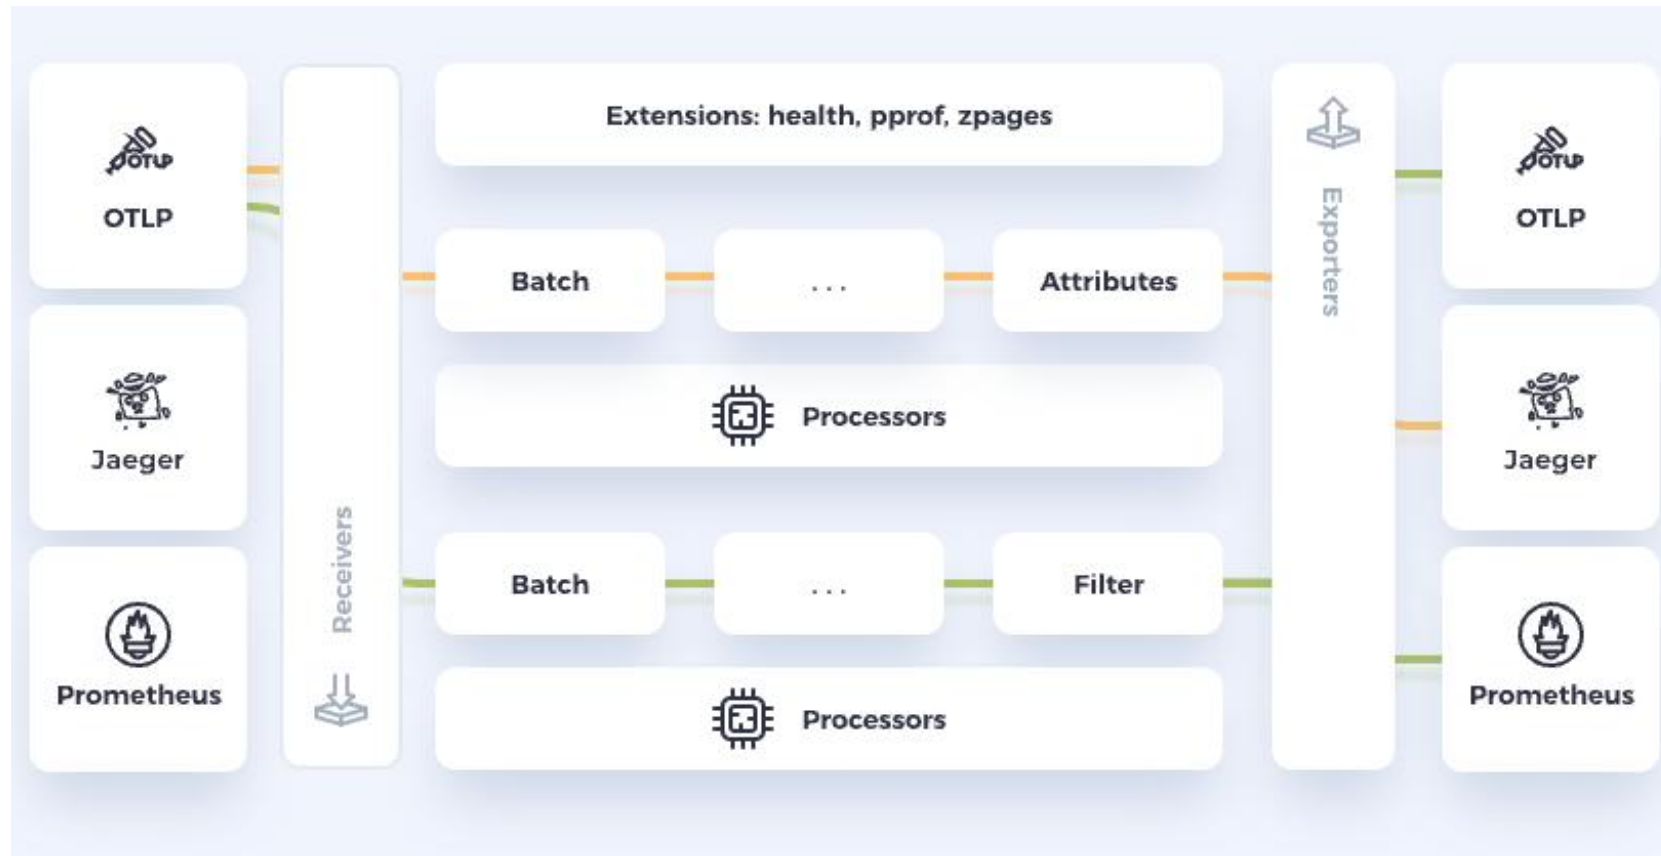 OTLP
OTLP
Jaeger
Prometheus
Receivers
Extensions: health, pprof, zpages
Batch
...
Attributes
Processors
Batch
...
Filter
Processors
Exporters
OTLP
OTLP
Jaeger
Prometheus